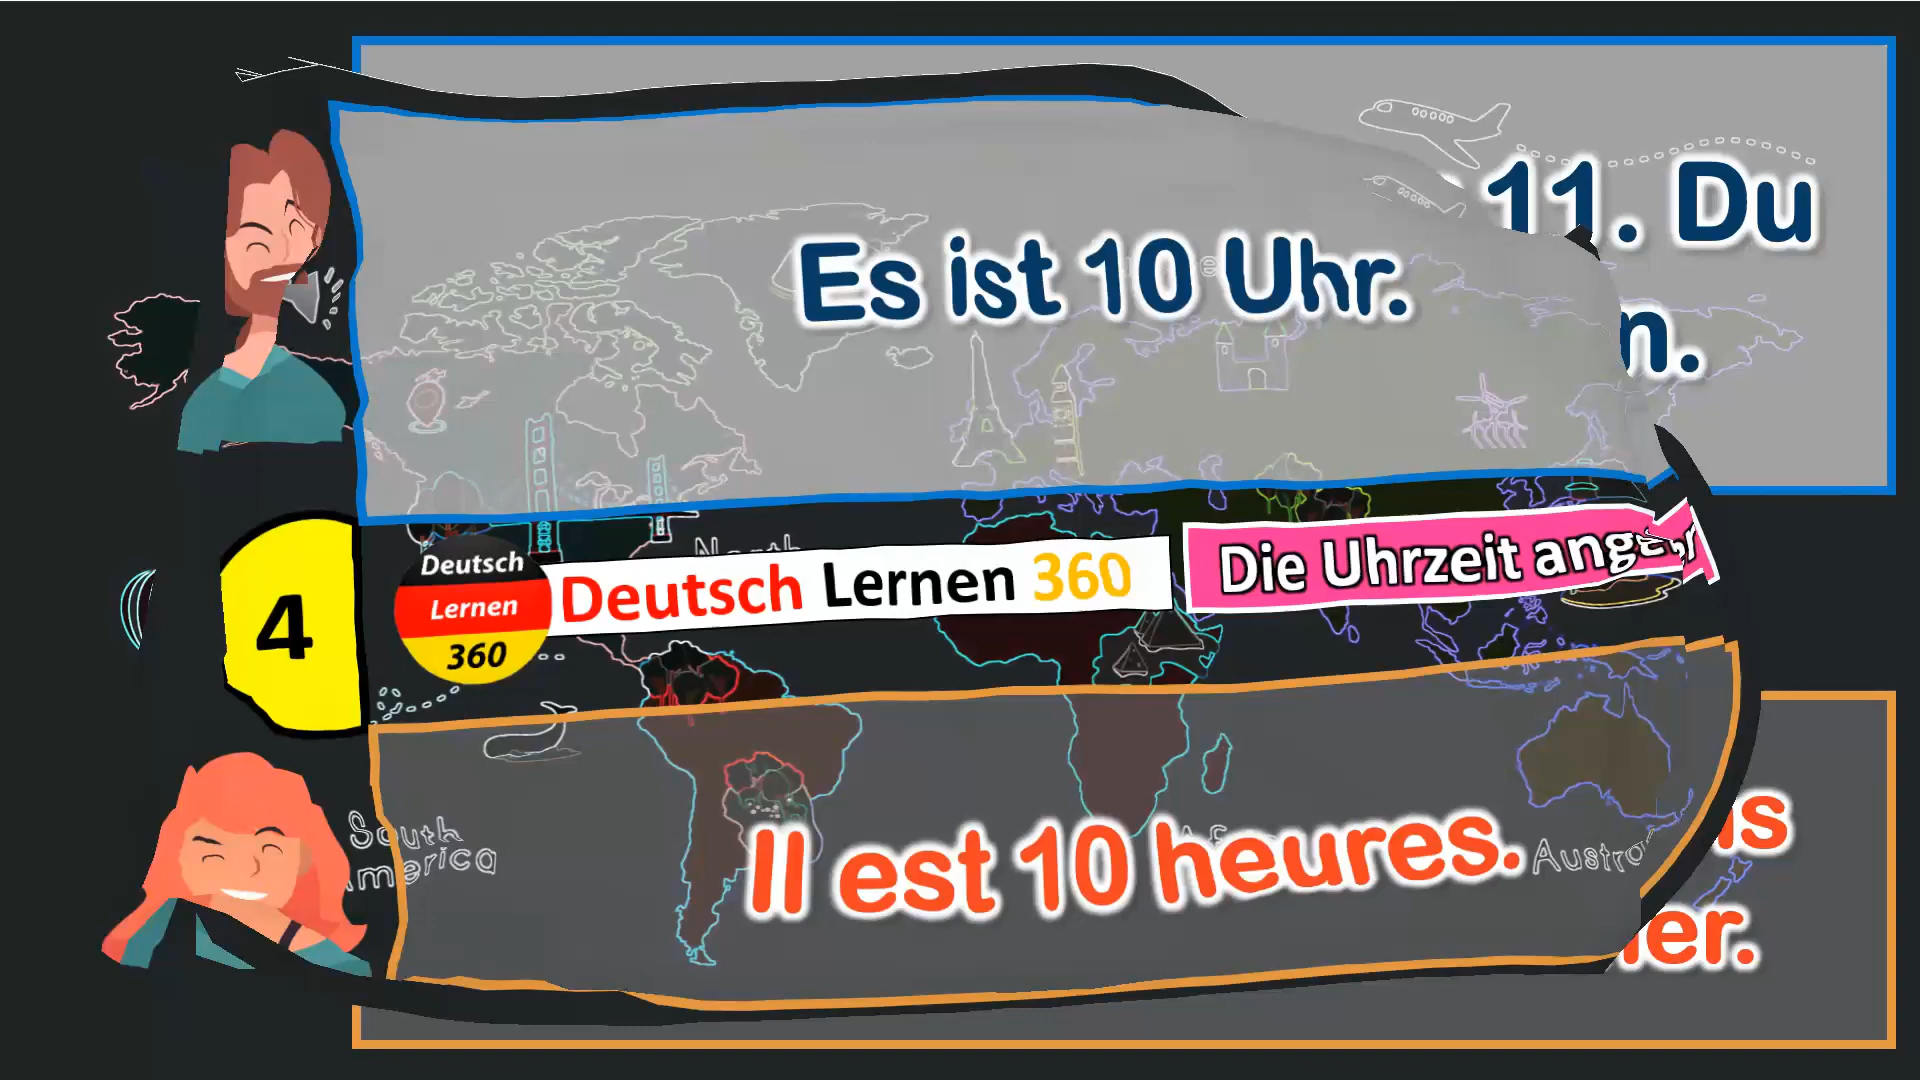 11. Du
Es ist 10 Uhr.
n.
Deutsch
Lernen
360
Deutsch Lernen 360
Die Uhrzeit ange
4
South
America
Il est 10 heures.
er.